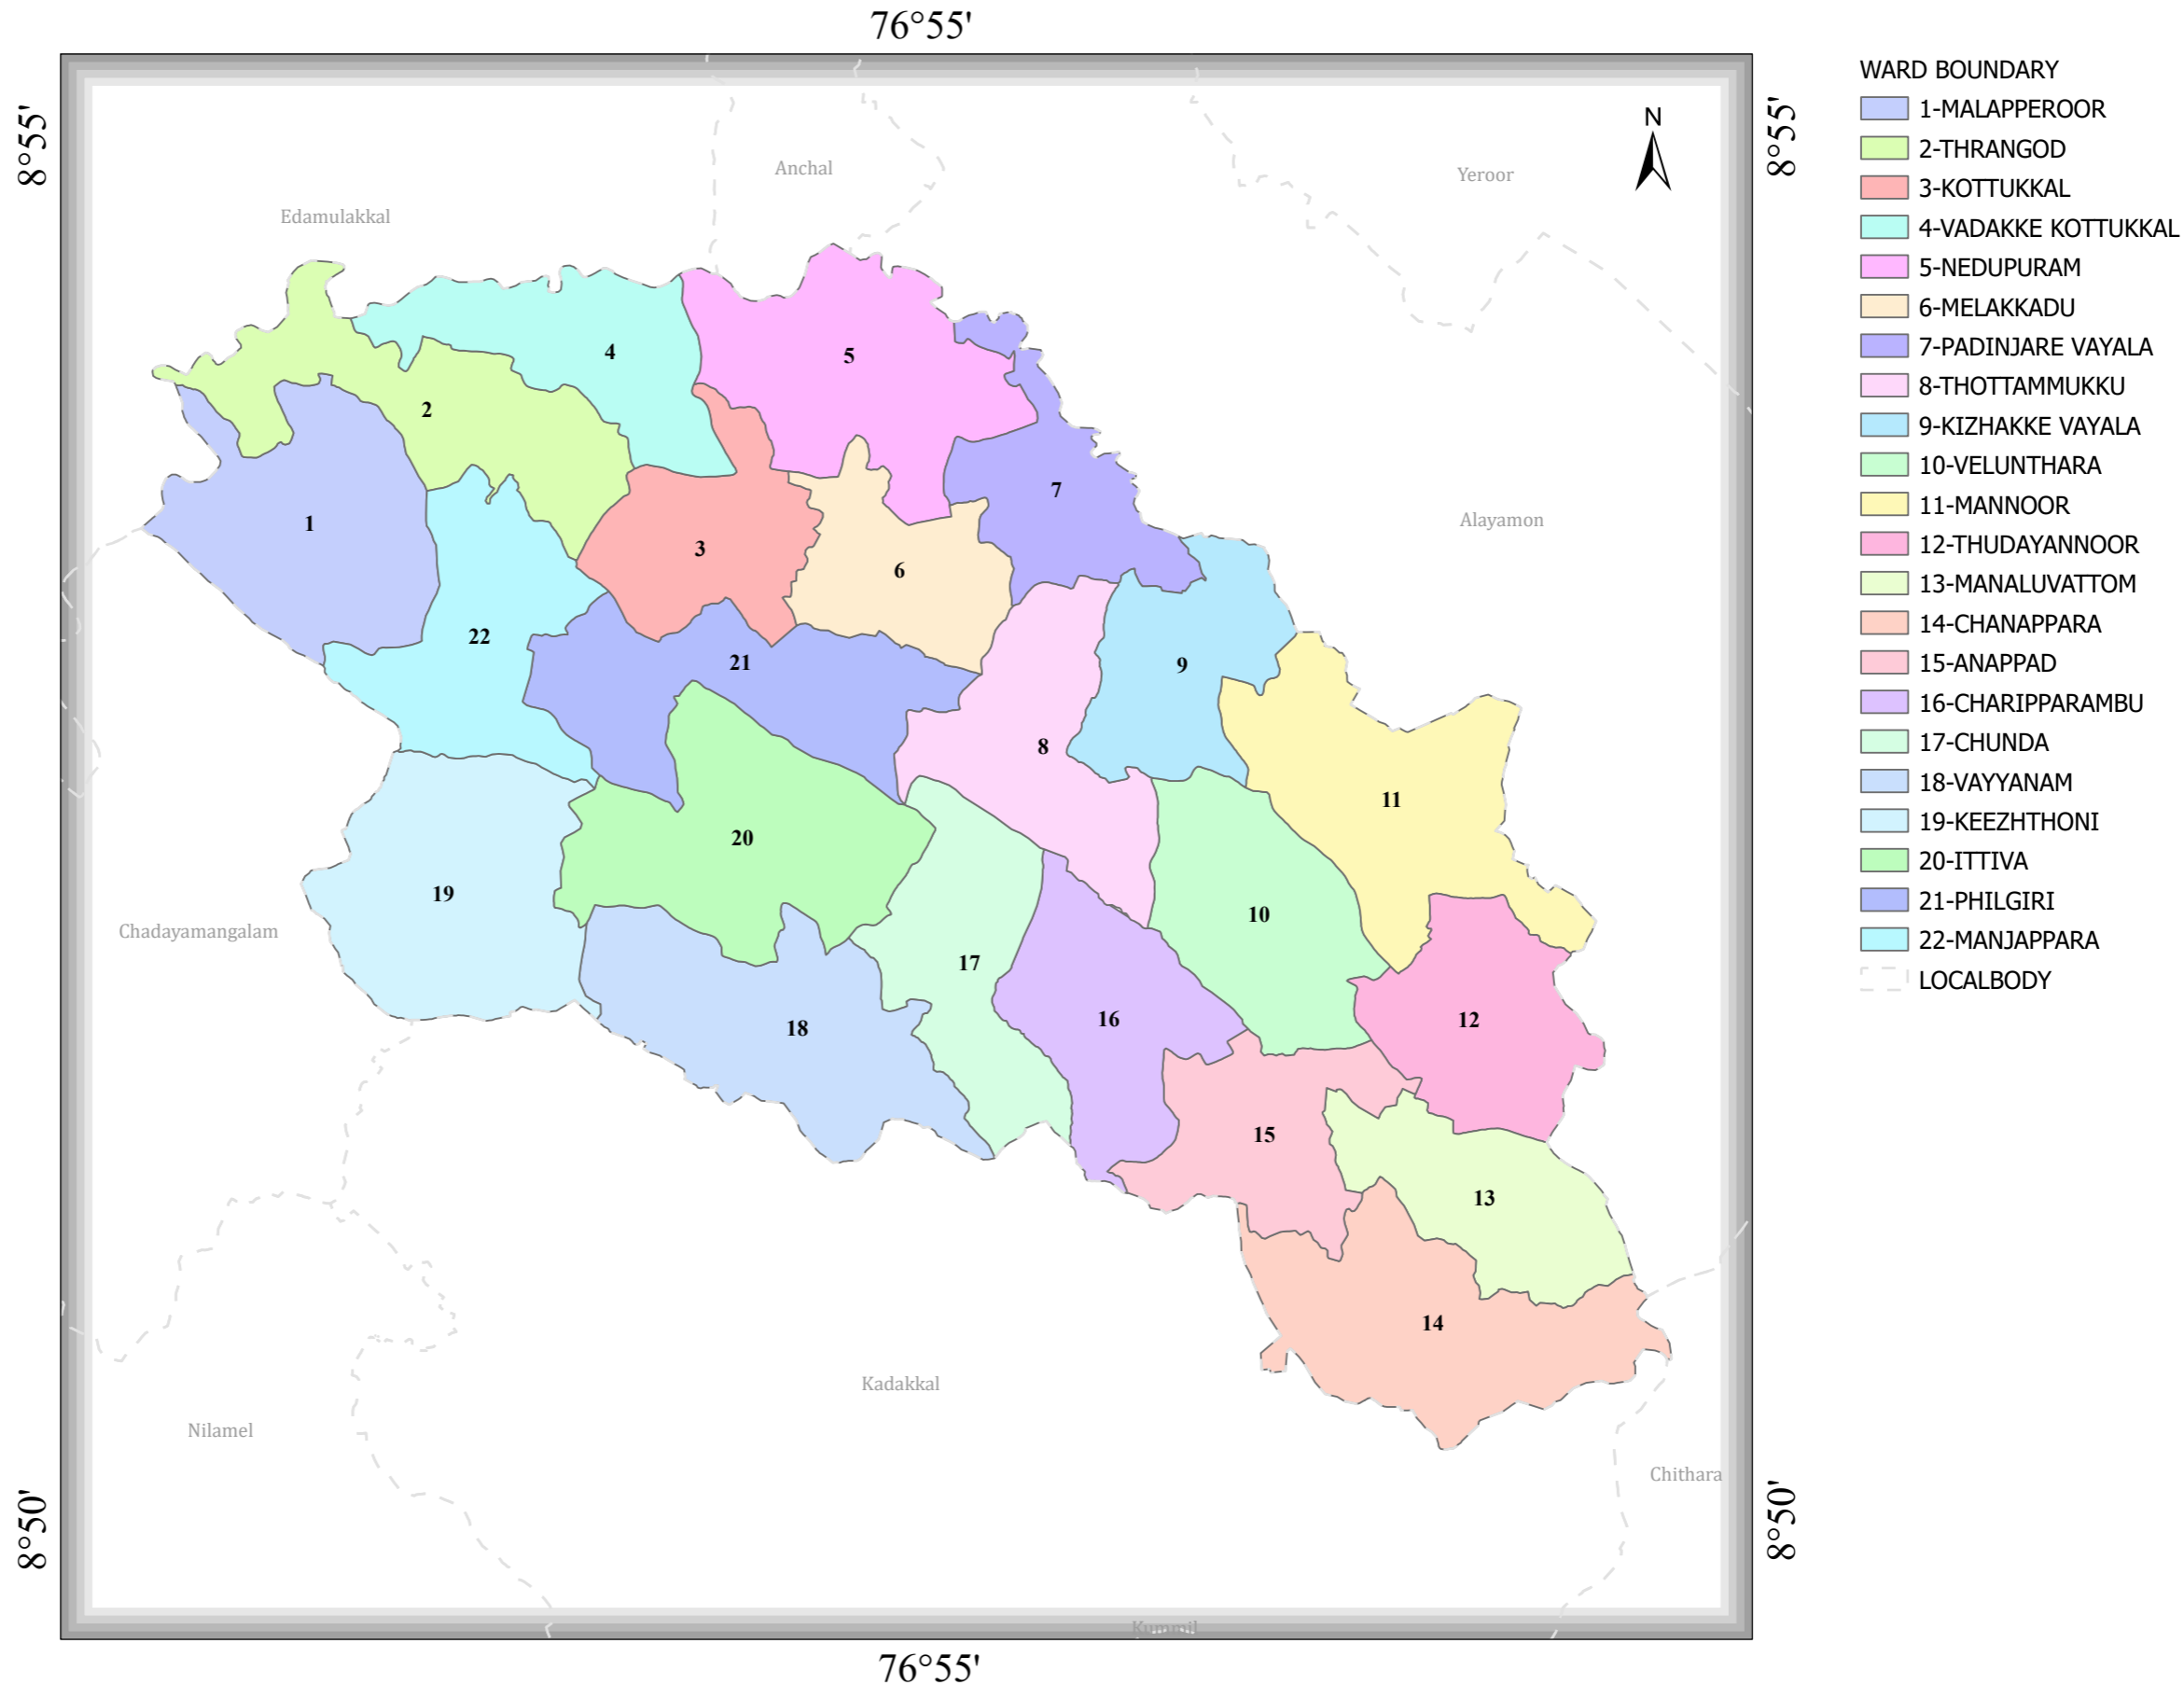 76°55'
8°55'
8°55'
N
Anchal
Yeroor
Edamulakkal
Alayamon
Chadayamangalam
Kadakkal
Nilamel
Chithara
Kummil
4
5
2
7
1
3
6
22
21
9
8
11
20
19
10
17
18
16
12
15
13
14
8°50'
8°50'
76°55'
WARD BOUNDARY
1-MALAPPEROOR
2-THRANGOD
3-KOTTUKKAL
4-VADAKKE KOTTUKKAL
5-NEDUPURAM
6-MELAKKADU
7-PADINJARE VAYALA
8-THOTTAMMUKKU
9-KIZHAKKE VAYALA
10-VELUNTHARA
11-MANNOOR
12-THUDAYANNOOR
13-MANALUVATTOM
14-CHANAPPARA
15-ANAPPAD
16-CHARIPPARAMBU
17-CHUNDA
18-VAYYANAM
19-KEEZHTHONI
20-ITTIVA
21-PHILGIRI
22-MANJAPPARA
LOCALBODY